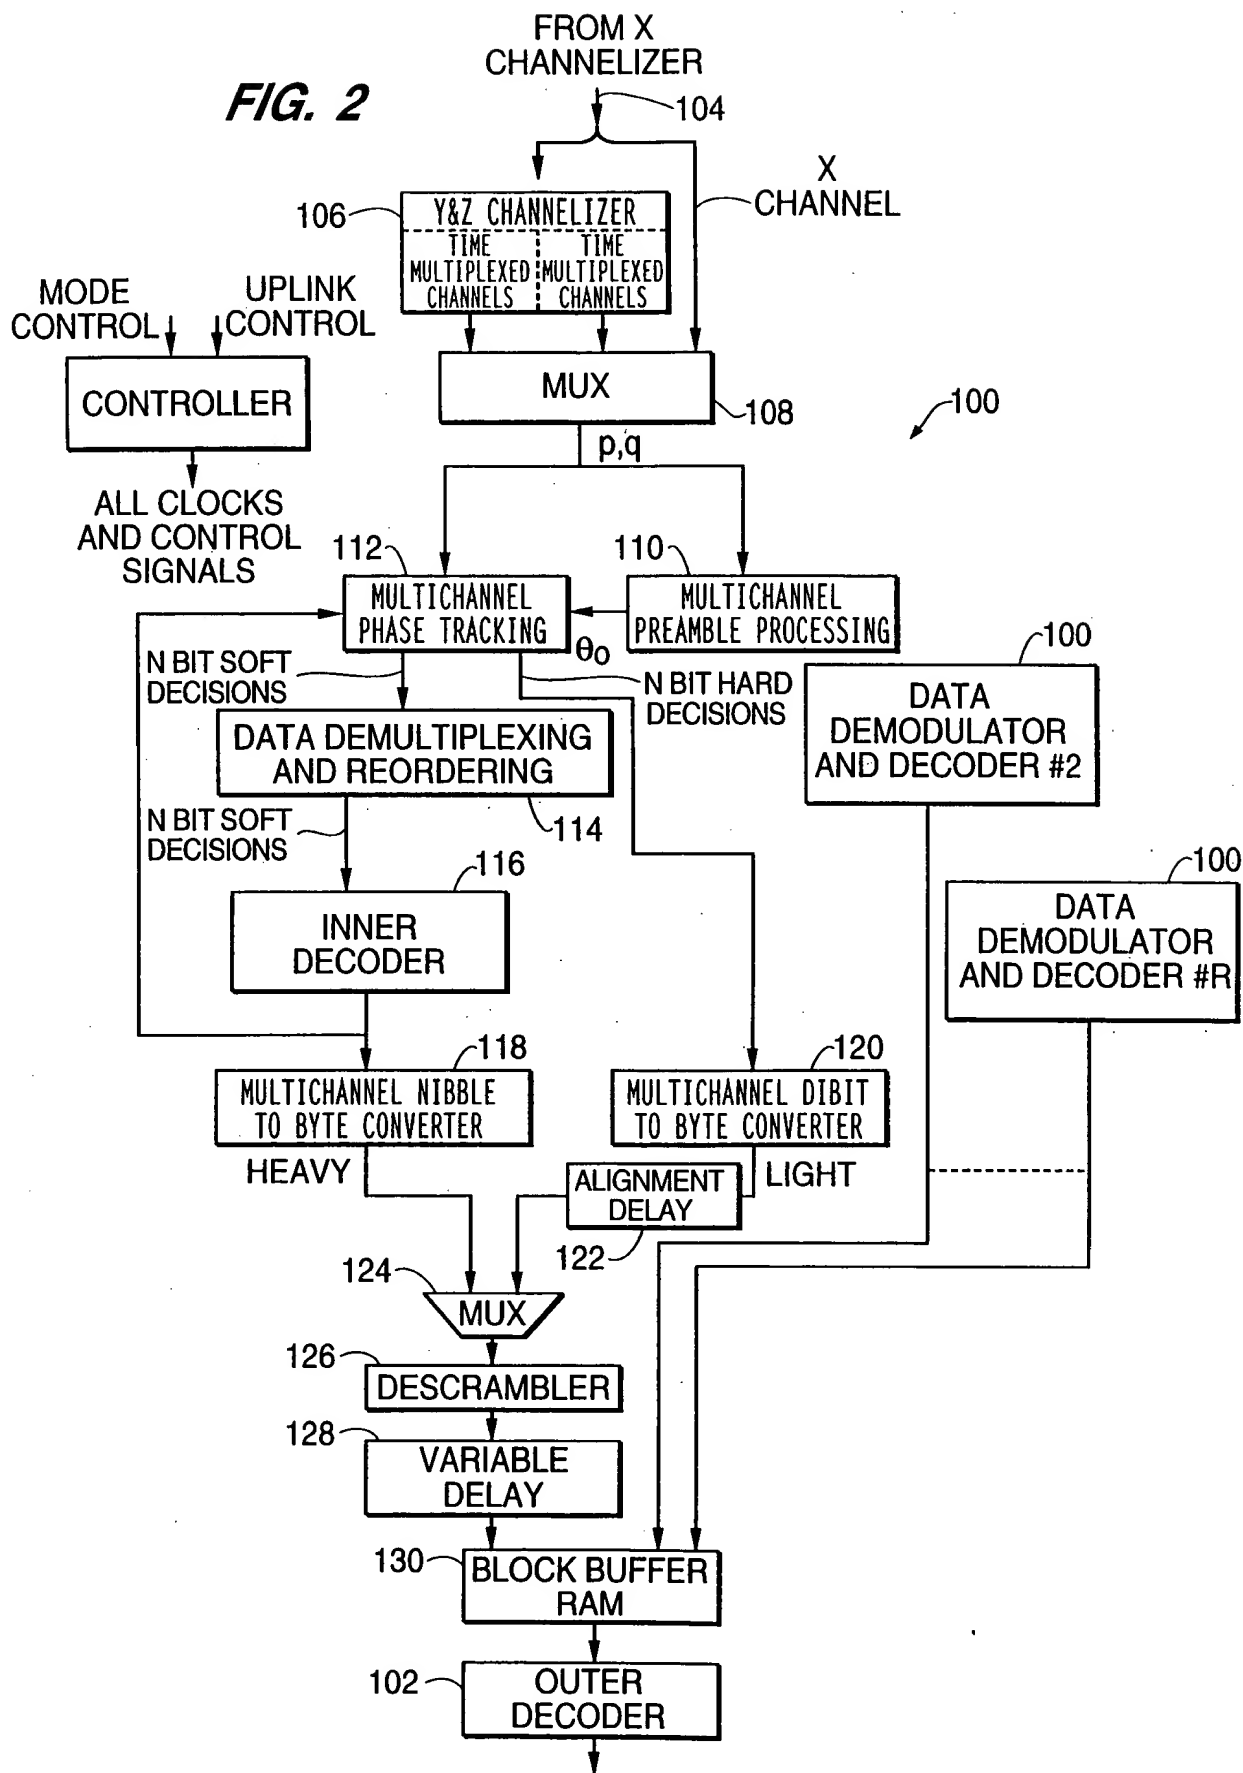 FROM X
CHANNELIZER
FIG. 2
104
X
CHANNEL
106
Y&Z CHANNELIZER
TIME
MULTIPLEXED
CHANNELS
TIME
MULTIPLEXED
CHANNELS
MODE
CONTROL
UPLINK
CONTROL
CONTROLLER
ALL CLOCKS
AND CONTROL
SIGNALS
MUX
108
100
p,q
112
MULTICHANNEL
PHASE TRACKING
110
MULTICHANNEL
PREAMBLE PROCESSING
θo
N BIT SOFT
DECISIONS
N BIT HARD
DECISIONS
100
DATA
DEMODULATOR
AND DECODER #2
DATA DEMULTIPLEXING
AND REORDERING
114
N BIT SOFT
DECISIONS
116
INNER
DECODER
100
DATA
DEMODULATOR
AND DECODER #R
118
MULTICHANNEL NIBBLE
TO BYTE CONVERTER
120
MULTICHANNEL DIBIT
TO BYTE CONVERTER
HEAVY
LIGHT
ALIGNMENT
DELAY
122
124
MUX
126
DESCRAMBLER
128
VARIABLE
DELAY
130
BLOCK BUFFER
RAM
102
OUTER
DECODER